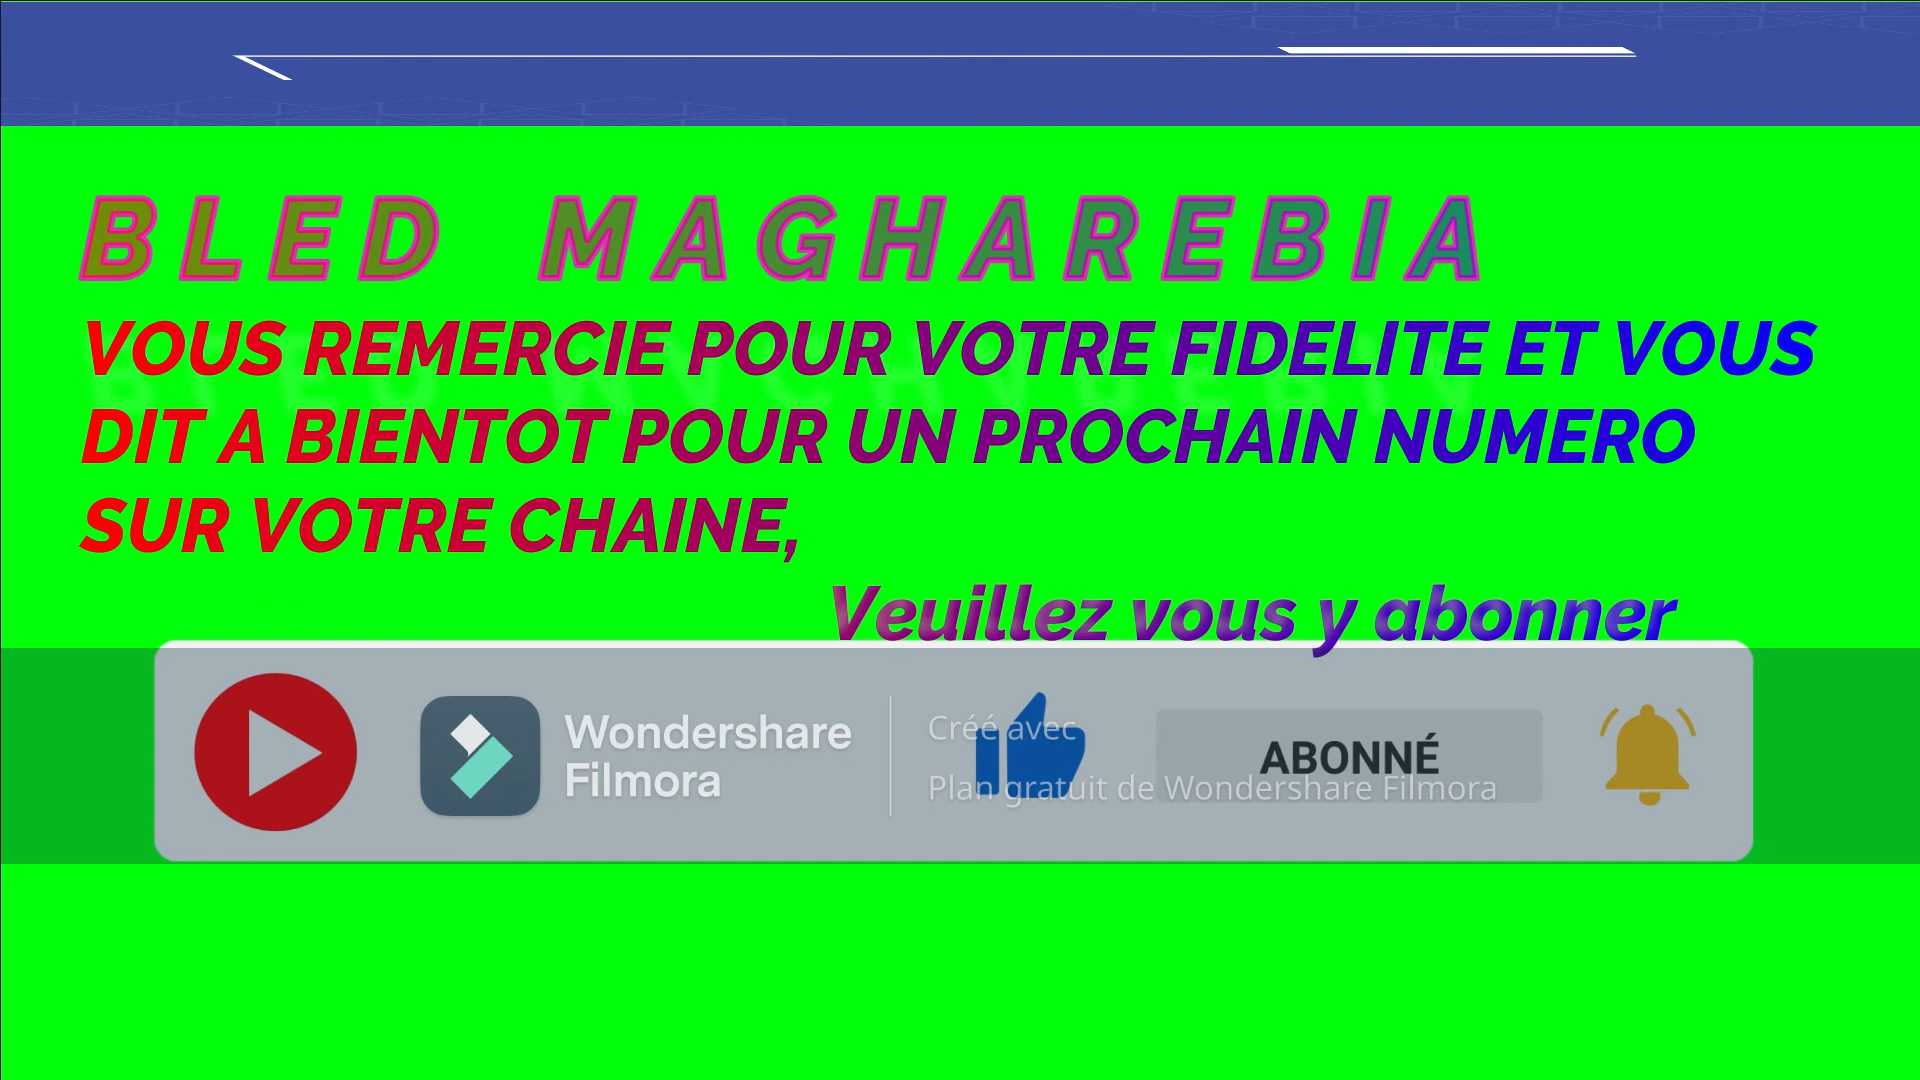 BLED MAGHAREBIA
VOUS REMERCIE POUR VOTRE FIDELITE ET VOUS
DIT A BIENTOT POUR UN PROCHAIN NUMERO
SUR VOTRE CHAINE,
Veuillez vous y abonner
Wondershare
Filmora
Créé avec
Plan gratuit de Wondershare Filmora
ABONNÉ